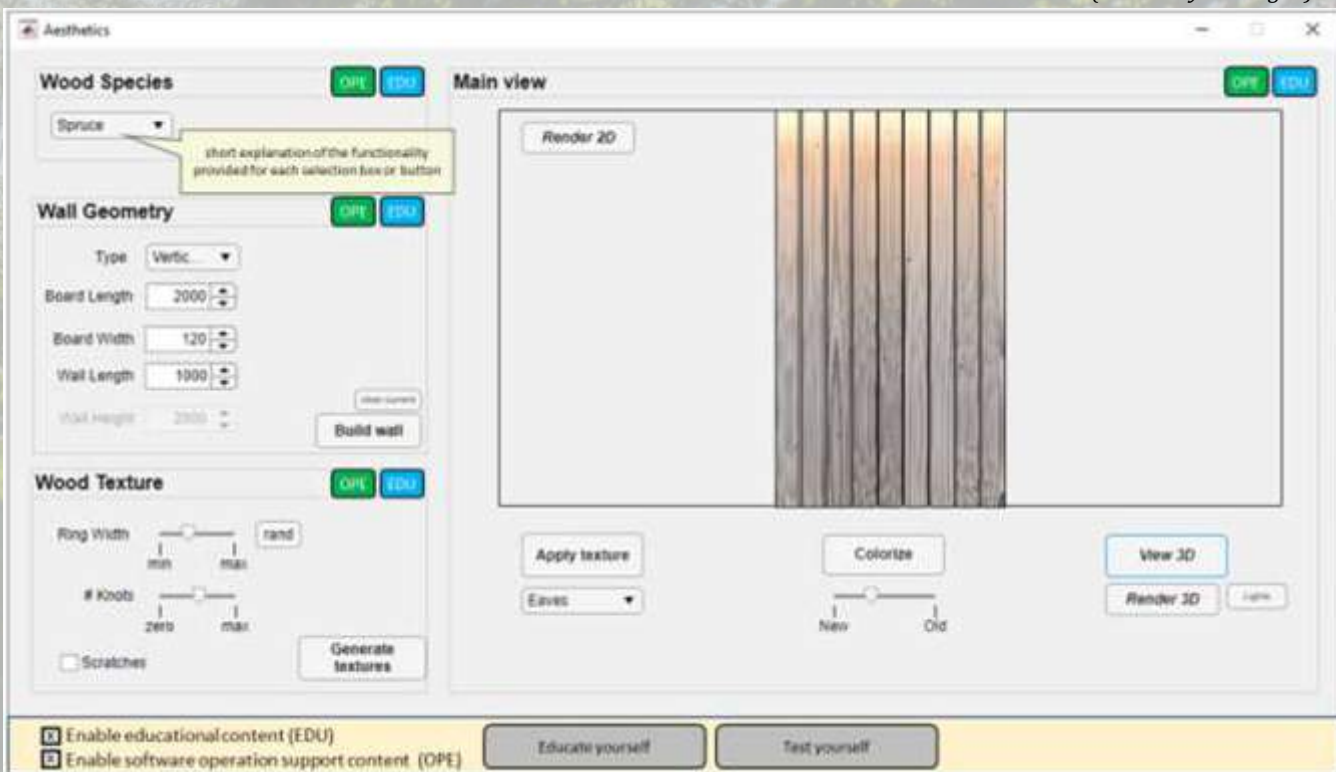 Aesthetics
Wood Species
OPE
EDU
Spruce
short explanation of the functionality
provided for each selection box or button
Wall Geometry
OPE
EDU
Type
Vertic...
Board Length
2000
Board Width
120
Wall Length
1000
Wall Height
2000
Build wall
Wood Texture
OPE
EDU
Ring Width
rand
min
max
# Knots
zero
max
Scratches
Generate
textures
Main view
OPE
EDU
Render 2D
Apply texture
Eaves
Colorize
New
Old
View 3D
Render 3D
Enable educational content (EDU)
Enable software operation support content (OPE)
Educate yourself
Test yourself